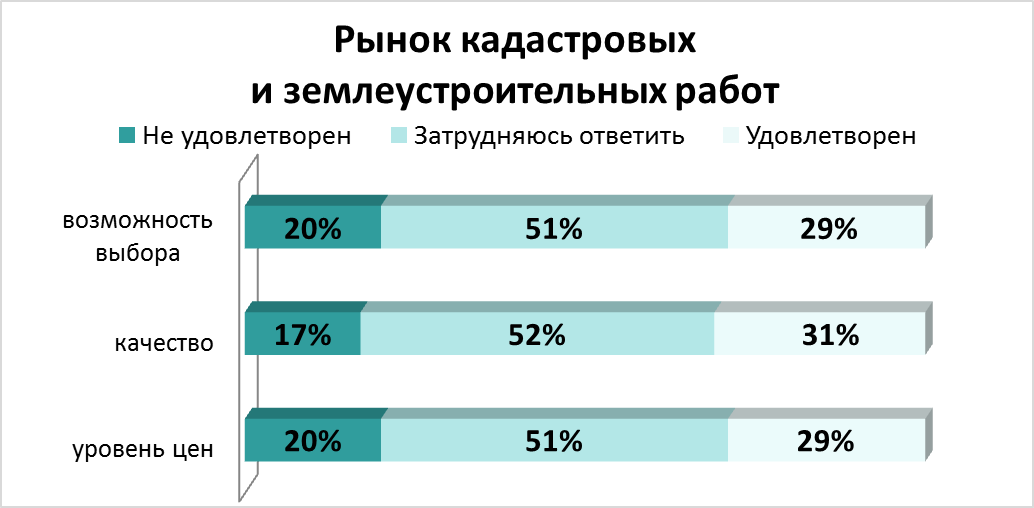 Рынок кадастровых
и землеустроительных работ
Не удовлетворен Затрудняюсь ответить Удовлетворен
возможность
выбора
20% 51% 29%
качество
17% 52% 31%
уровень цен
20% 51% 29%